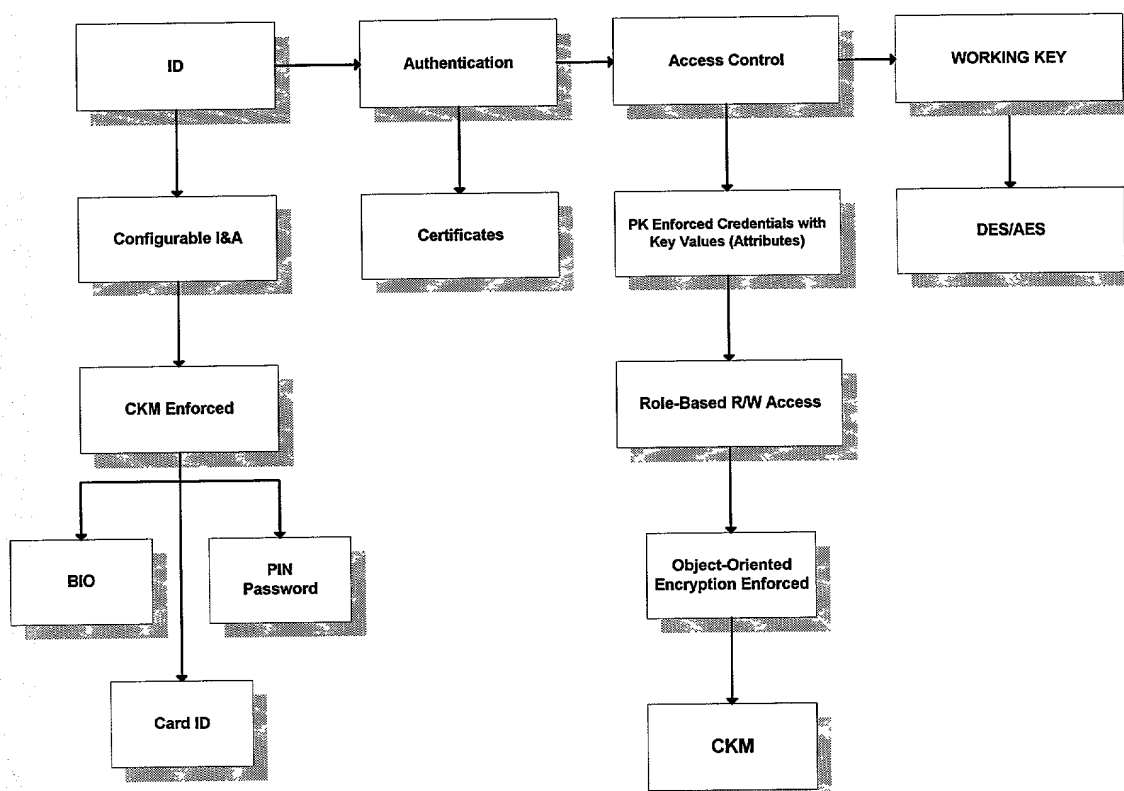 ID
Authentication
Access Control
WORKING KEY
Configurable I&A
Certificates
PK Enforced Credentials with
Key Values (Attributes)
DES/AES
CKM Enforced
Role-Based R/W Access
BIO
PIN
Password
Object-Oriented
Encryption Enforced
Card ID
CKM